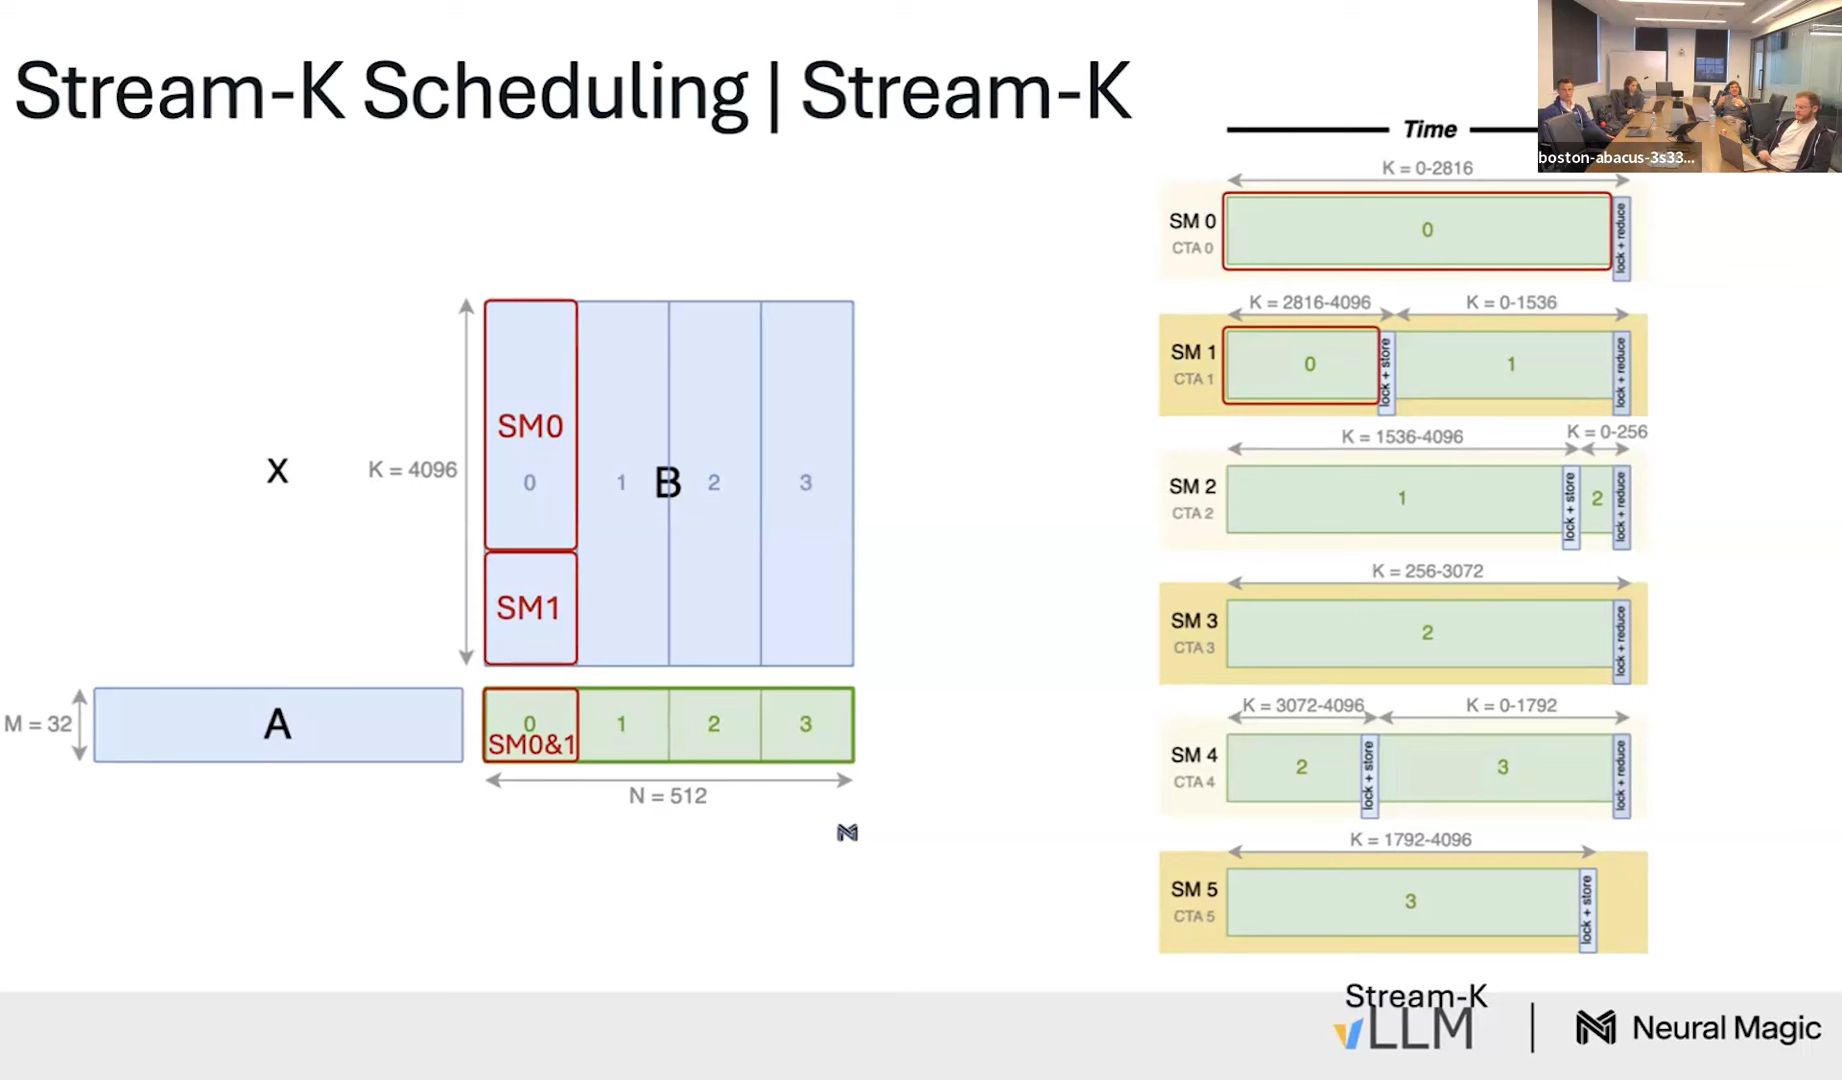 Stream-K Scheduling | Stream-K
boston-abacus-3s33...
Time
K = 0-2816
SM 0
CTA 0
0
lock + reduce
K = 2816-4096
K = 0-1536
SM 1
CTA 1
0
lock + store
1
lock + reduce
K = 1536-4096
K = 0-256
SM 2
CTA 2
1
lock + store
2
lock + reduce
K = 256-3072
SM 3
CTA 3
2
lock + reduce
K = 3072-4096
K = 0-1792
SM 4
CTA 4
2
lock + store
3
lock + reduce
K = 1792-4096
SM 5
CTA 5
3
lock + store
X
K = 4096
SM0
0
1
B
2
3
SM1
M = 32
A
0
SM0&1
1
2
3
N = 512
Stream-K
vLLM
Neural Magic